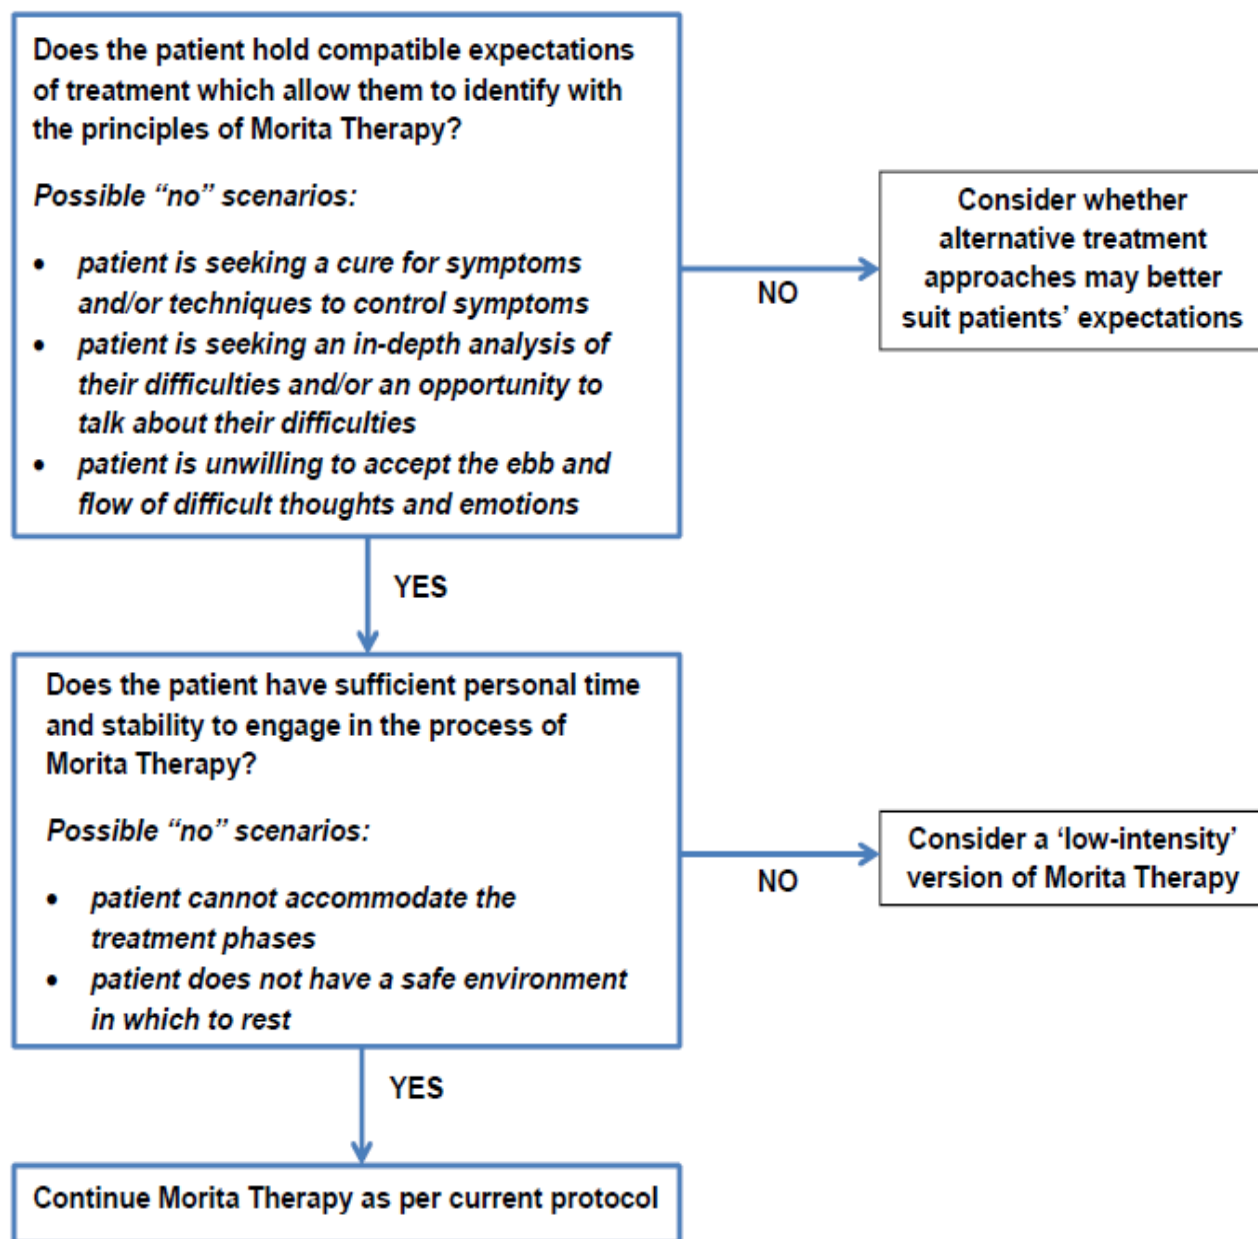 Does the patient hold compatible expectations
of treatment which allow them to identify with
the principles of Morita Therapy?
Possible “no” scenarios:
• patient is seeking a cure for symptoms
and/or techniques to control symptoms
• patient is seeking an in-depth analysis of
their difficulties and/or an opportunity to
talk about their difficulties
• patient is unwilling to accept the ebb and
flow of difficult thoughts and emotions
NO
Consider whether
alternative treatment
approaches may better
suit patients’ expectations
YES
Does the patient have sufficient personal time
and stability to engage in the process of
Morita Therapy?
Possible “no” scenarios:
• patient cannot accommodate the
treatment phases
• patient does not have a safe environment
in which to rest
NO
Consider a ‘low-intensity’
version of Morita Therapy
YES
Continue Morita Therapy as per current protocol